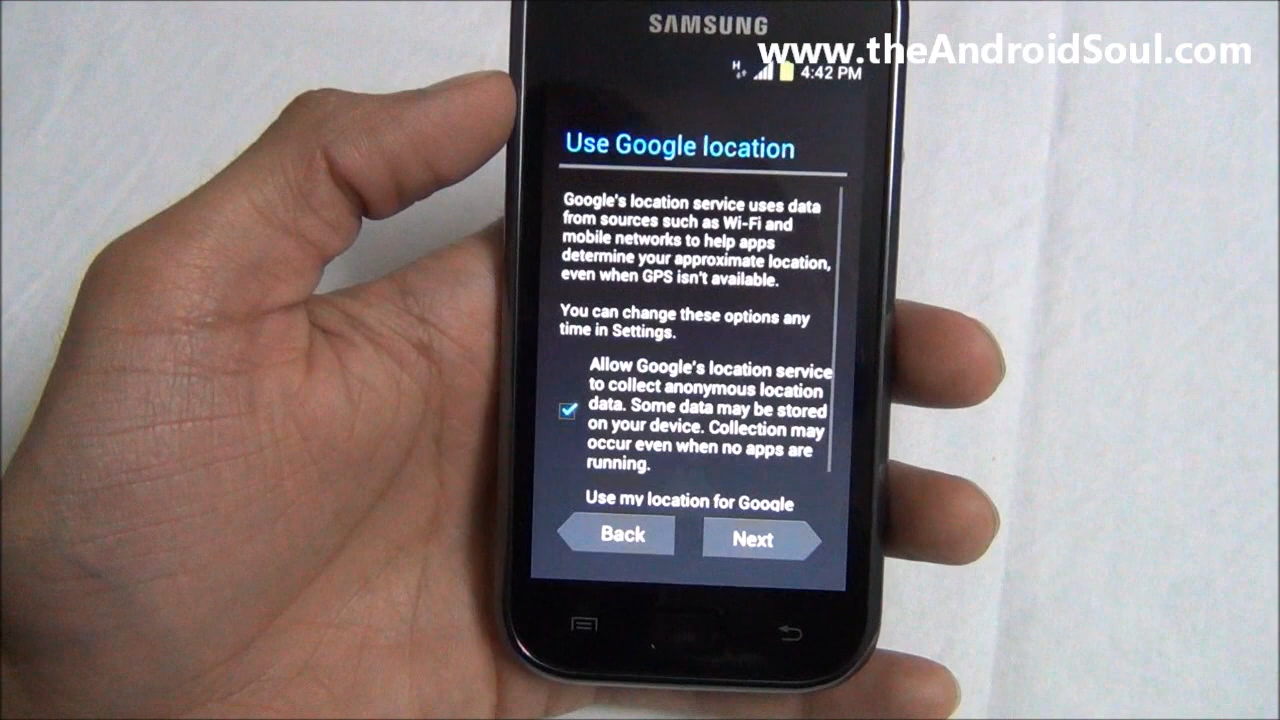 SAMSUNG
www.theAndroidSoul.com
H 4:42 PM
Use Google location
Google's location service uses data
from sources such as Wi-Fi and
mobile networks to help apps
determine your approximate location,
even when GPS isn't available.
You can change these options any
time in Settings.
Allow Google's location service
to collect anonymous location
data. Some data may be stored
on your device. Collection may
occur even when no apps are
running.
Use my location for Google
Back
Next